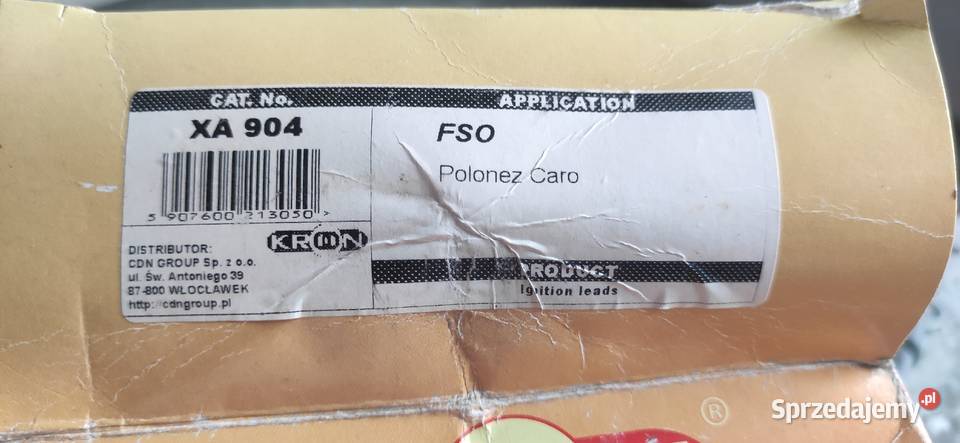 CAT. No.
XA 904
5 907600 213050 >
DISTRIBUTOR:
CDN GROUP Sp. z o.o.
ul. Św. Antoniego 39
87-800 WŁOCŁAWEK
http://cdngroup.pl
KRON
APPLICATION
FSO
Polonez Caro
PRODUCT
Ignition leads
®
Sprzedajemy.pl